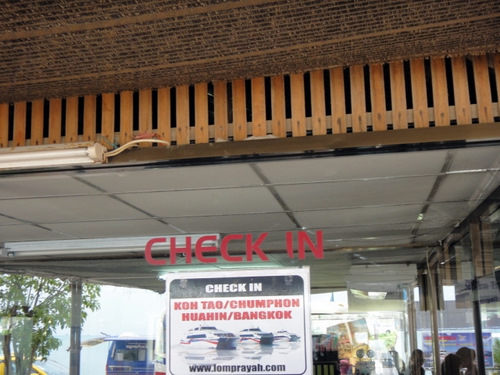 CHECK IN
CHECK IN
KOH TAO/CHUMPHON
HUAHIN/BANGKOK
www.lomprayah.com